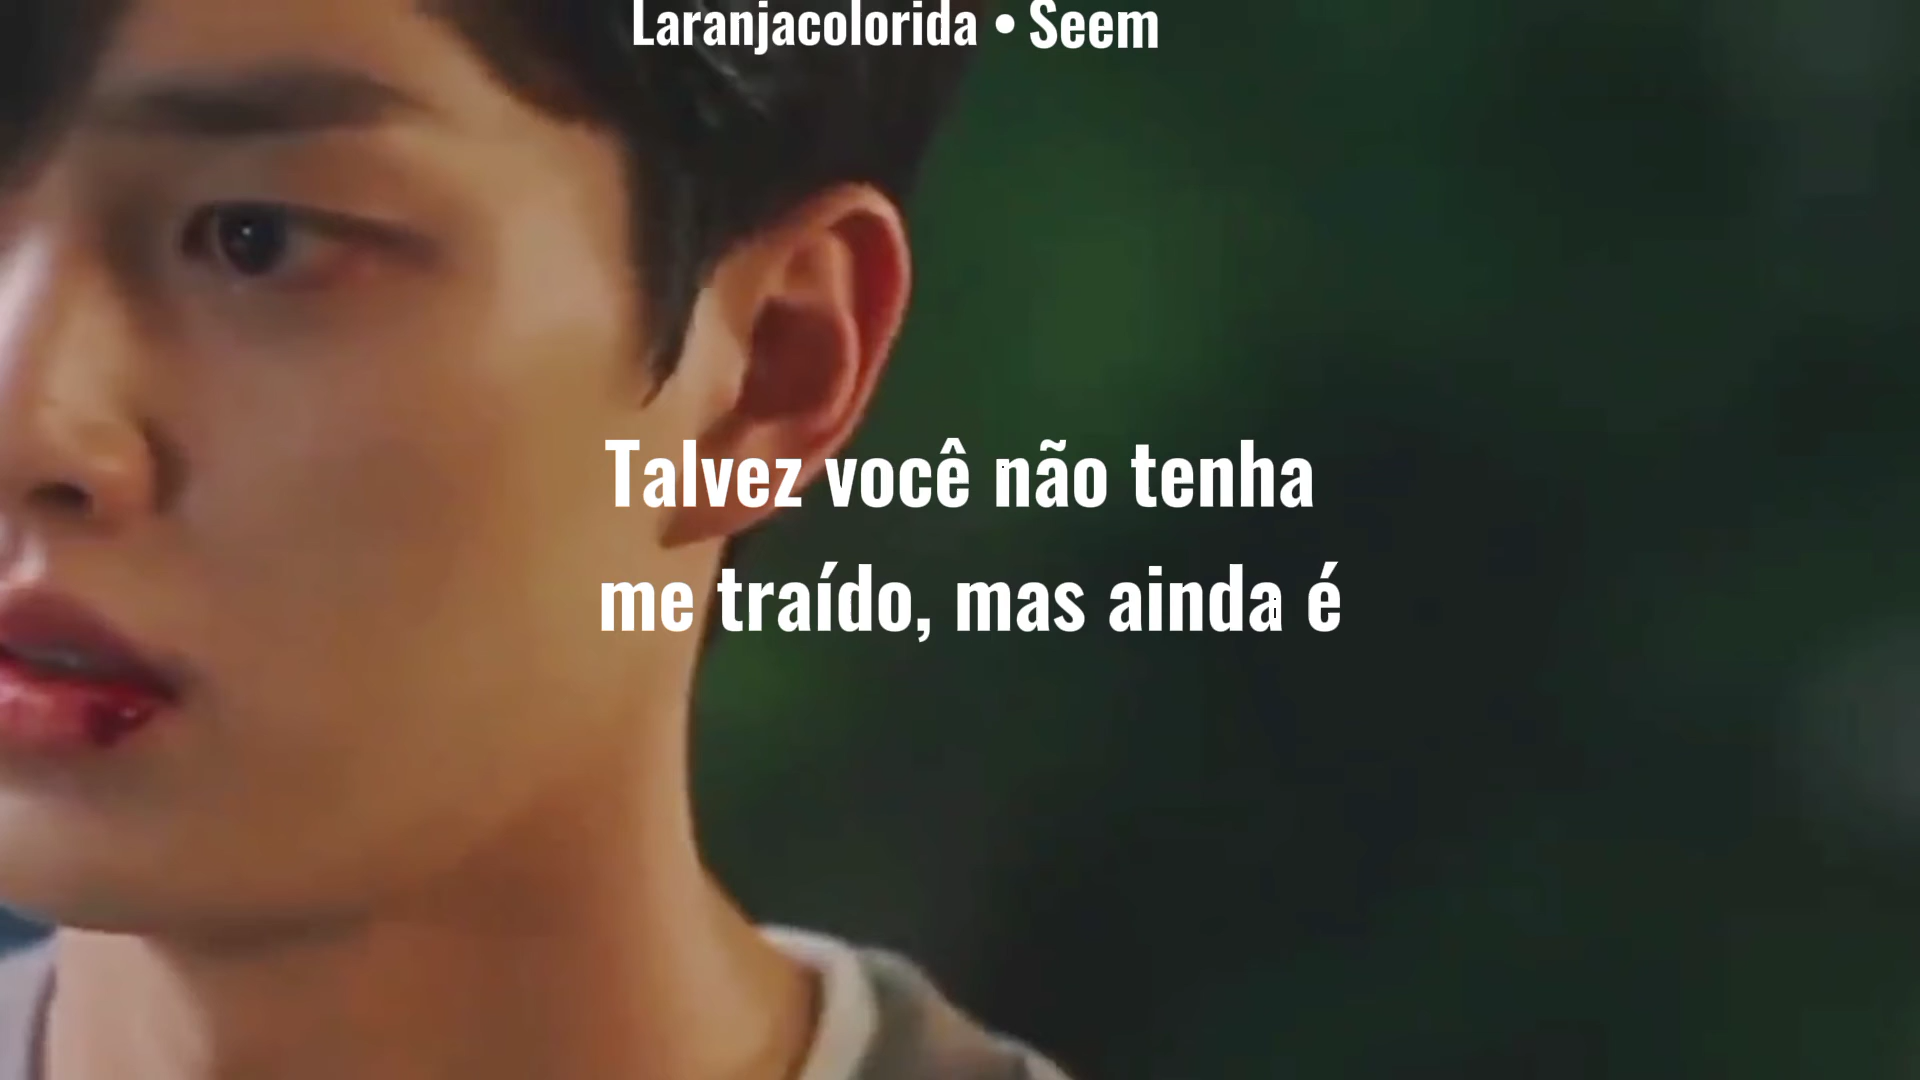 Laranjacolorida • Seem
Talvez você não tenha
me traído, mas ainda é